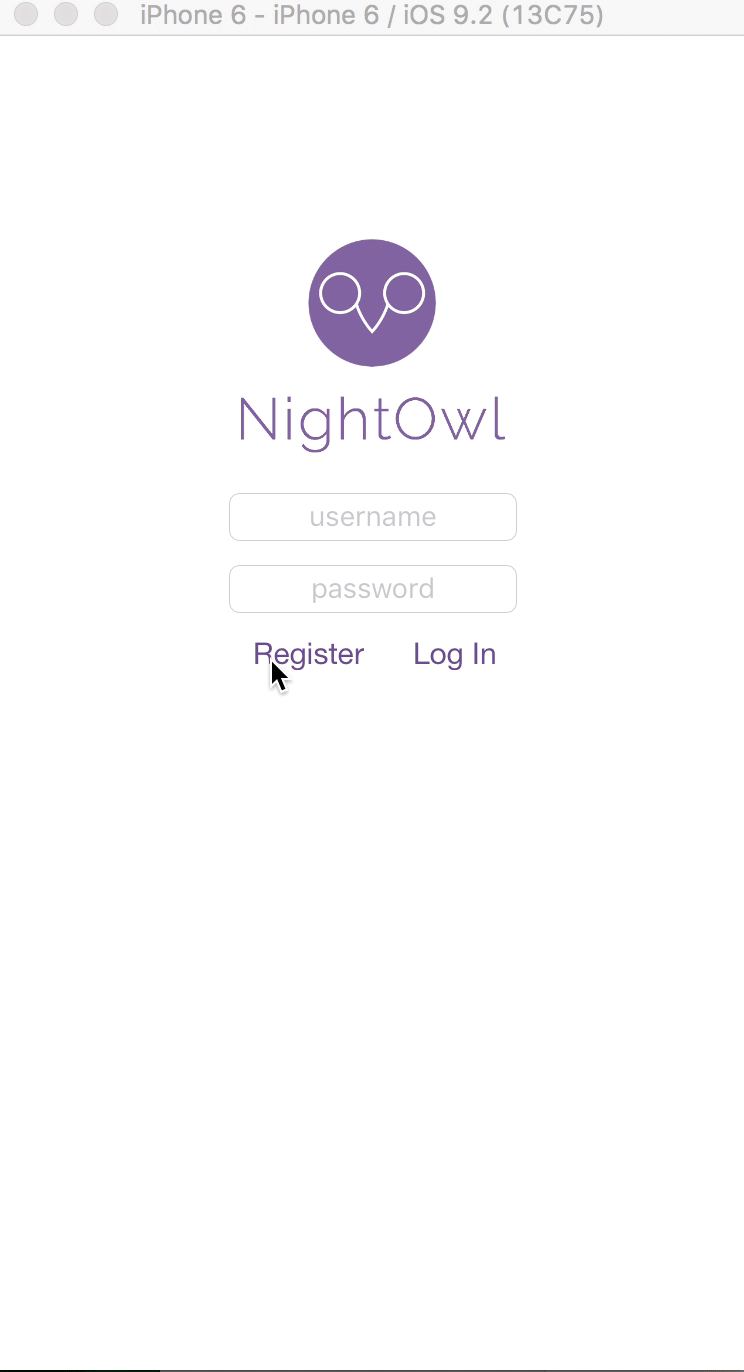 iPhone 6 - iPhone 6 / iOS 9.2 (13C75)
NightOwl
username
password
Register Log In